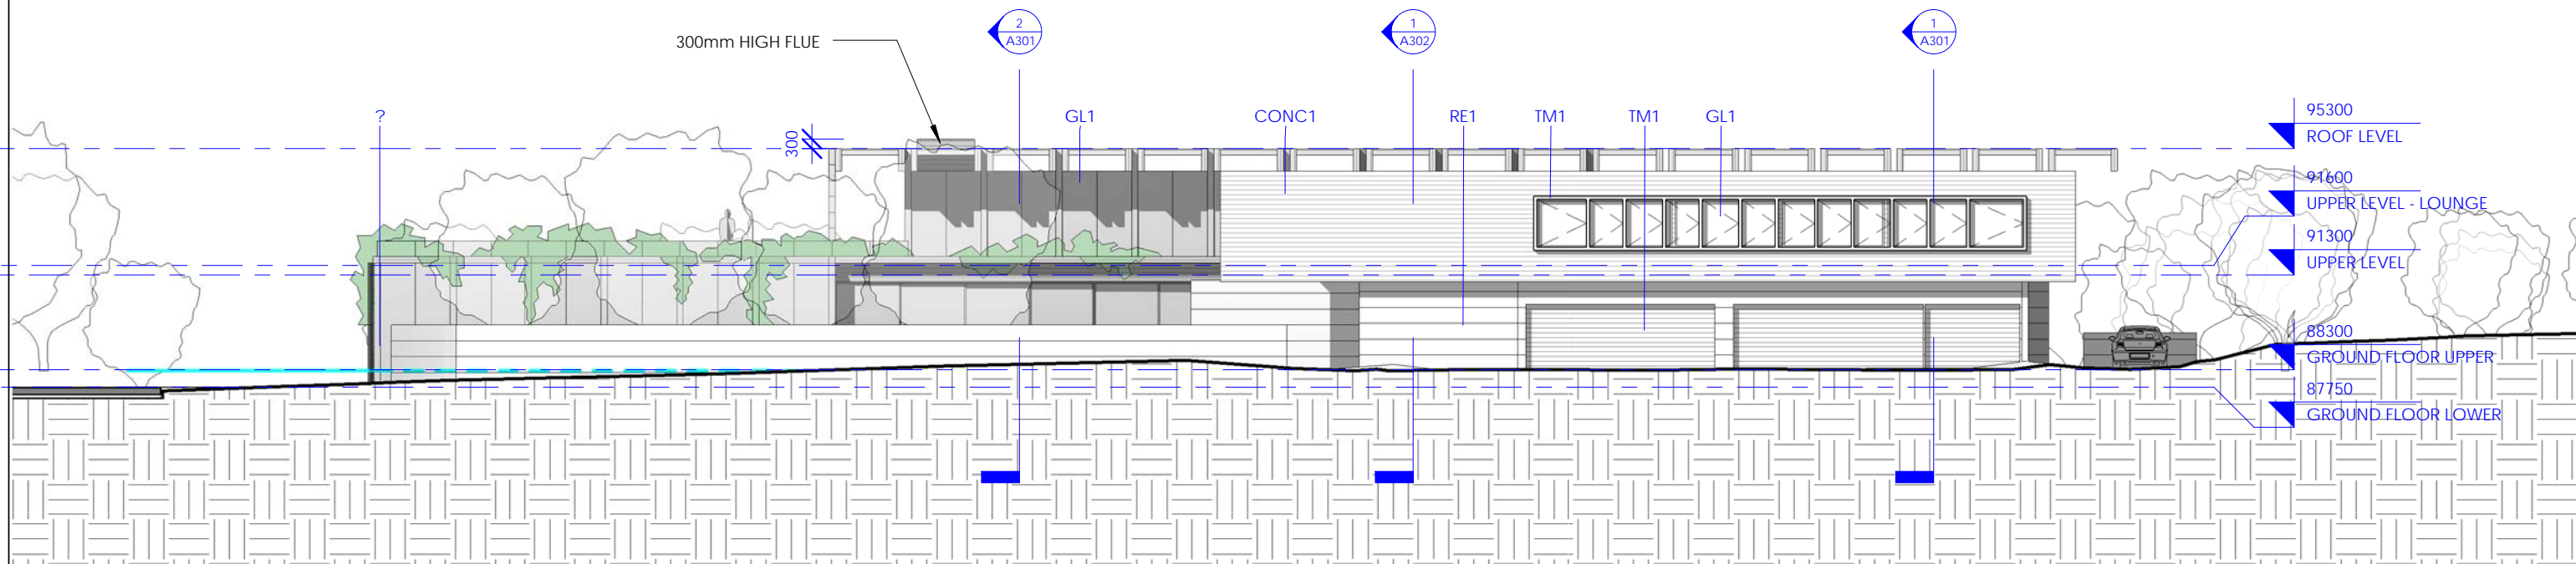 2
A301
1
A302
1
A301
300mm HIGH FLUE
?
300
GL1
CONC1
RE1
TM1
TM1
GL1
95300
ROOF LEVEL
91600
UPPER LEVEL - LOUNGE
91300
UPPER LEVEL
88300
GROUND FLOOR UPPER
87750
GROUND FLOOR LOWER